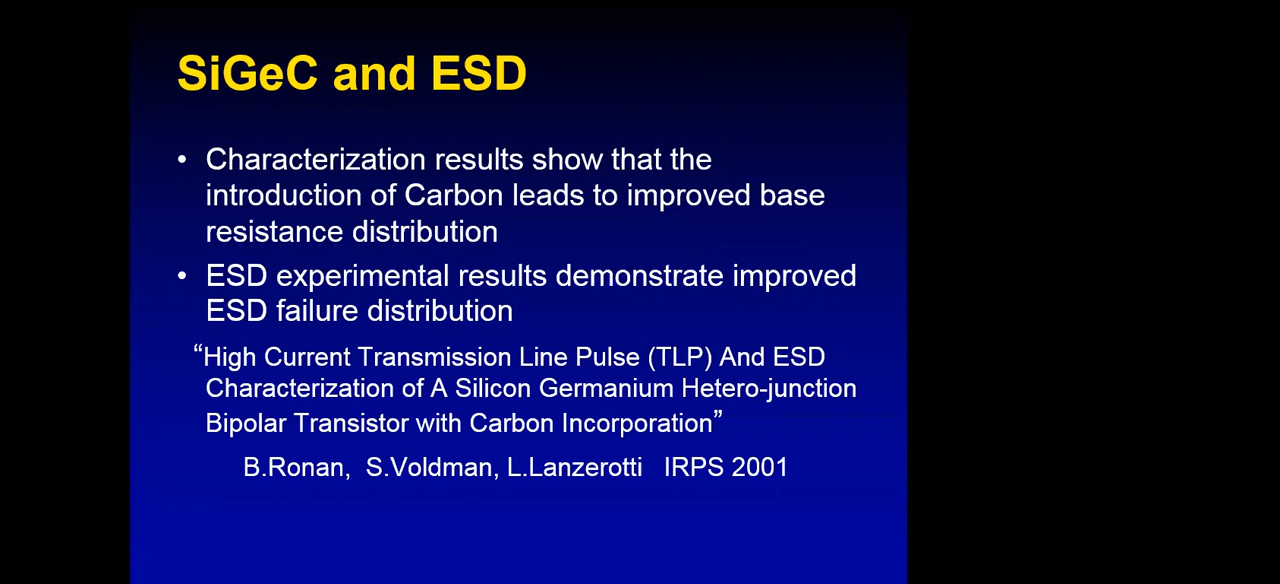 SiGeC and ESD
• Characterization results show that the
introduction of Carbon leads to improved base
resistance distribution
• ESD experimental results demonstrate improved
ESD failure distribution
“High Current Transmission Line Pulse (TLP) And ESD
Characterization of A Silicon Germanium Hetero-junction
Bipolar Transistor with Carbon Incorporation”
B.Ronan, S.Voldman, L.Lanzerotti IRPS 2001